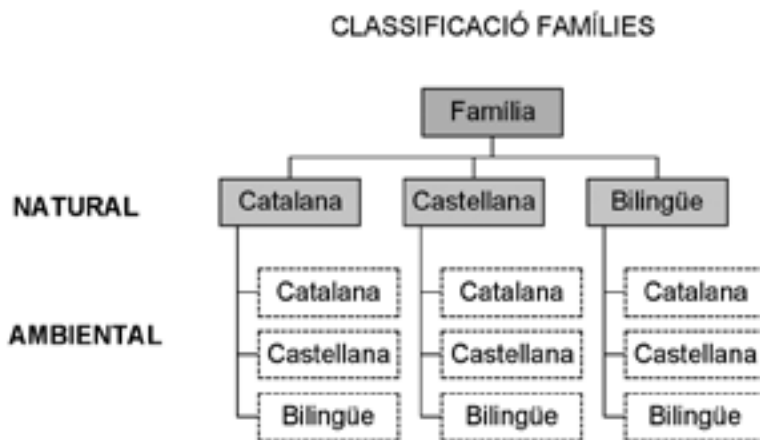 CLASSIFICACIÓ FAMÍLIES
Família
NATURAL
Catalana
Castellana
Bilingüe
AMBIENTAL
Catalana
Castellana
Bilingüe
Catalana
Castellana
Bilingüe
Catalana
Castellana
Bilingüe